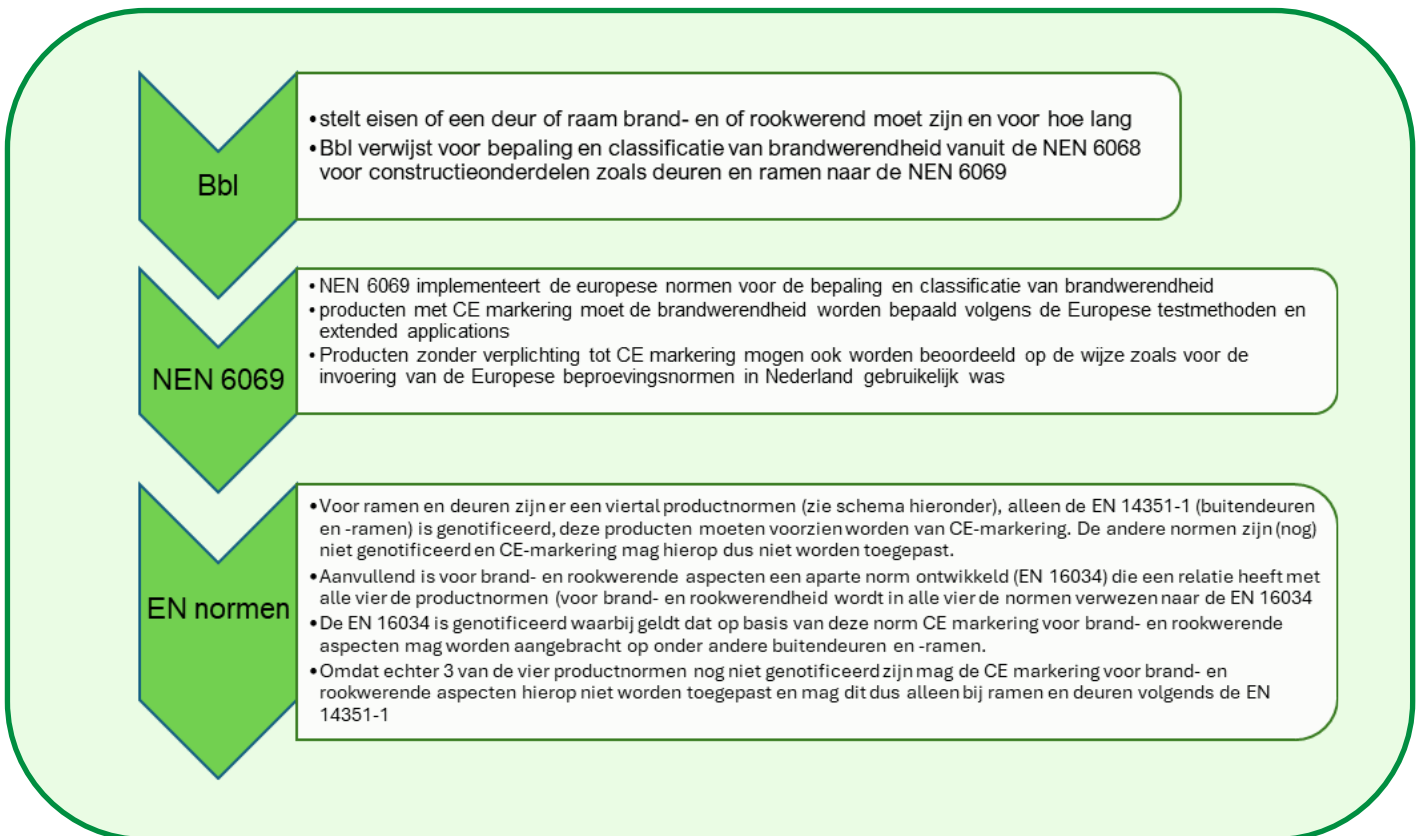 Bbl
•stelt eisen of een deur of raam brand- en of rookwerend moet zijn en voor hoe lang
•Bbl verwijst voor bepaling en classificatie van brandwerendheid vanuit de NEN 6068
voor constructieonderdelen zoals deuren en ramen naar de NEN 6069
NEN 6069
•NEN 6069 implementeert de europese normen voor de bepaling en classificatie van brandwerendheid
•producten met CE markering moet de brandwerendheid worden bepaald volgens de Europese testmethoden en
extended applications
•Producten zonder verplichting tot CE markering mogen ook worden beoordeeld op de wijze zoals voor de
invoering van de Europese beproevingsnormen in Nederland gebruikelijk was
EN normen
•Voor ramen en deuren zijn er een viertal productnormen (zie schema hieronder), alleen de EN 14351-1 (buitendeuren
en -ramen) is genotificeerd, deze producten moeten voorzien worden van CE-markering. De andere normen zijn (nog)
niet genotificeerd en CE-markering mag hierop dus niet worden toegepast.
•Aanvullend is voor brand- en rookwerende aspecten een aparte norm ontwikkeld (EN 16034) die een relatie heeft met
alle vier de productnormen (voor brand- en rookwerendheid wordt in alle vier de normen verwezen naar de EN 16034
•De EN 16034 is genotificeerd waarbij geldt dat op basis van deze norm CE markering voor brand- en rookwerende
aspecten mag worden aangebracht op onder andere buitendeuren en -ramen.
•Omdat echter 3 van de vier productnormen nog niet genotificeerd zijn mag de CE markering voor brand- en
rookwerende aspecten hierop niet worden toegepast en mag dit dus alleen bij ramen en deuren volgends de EN
14351-1